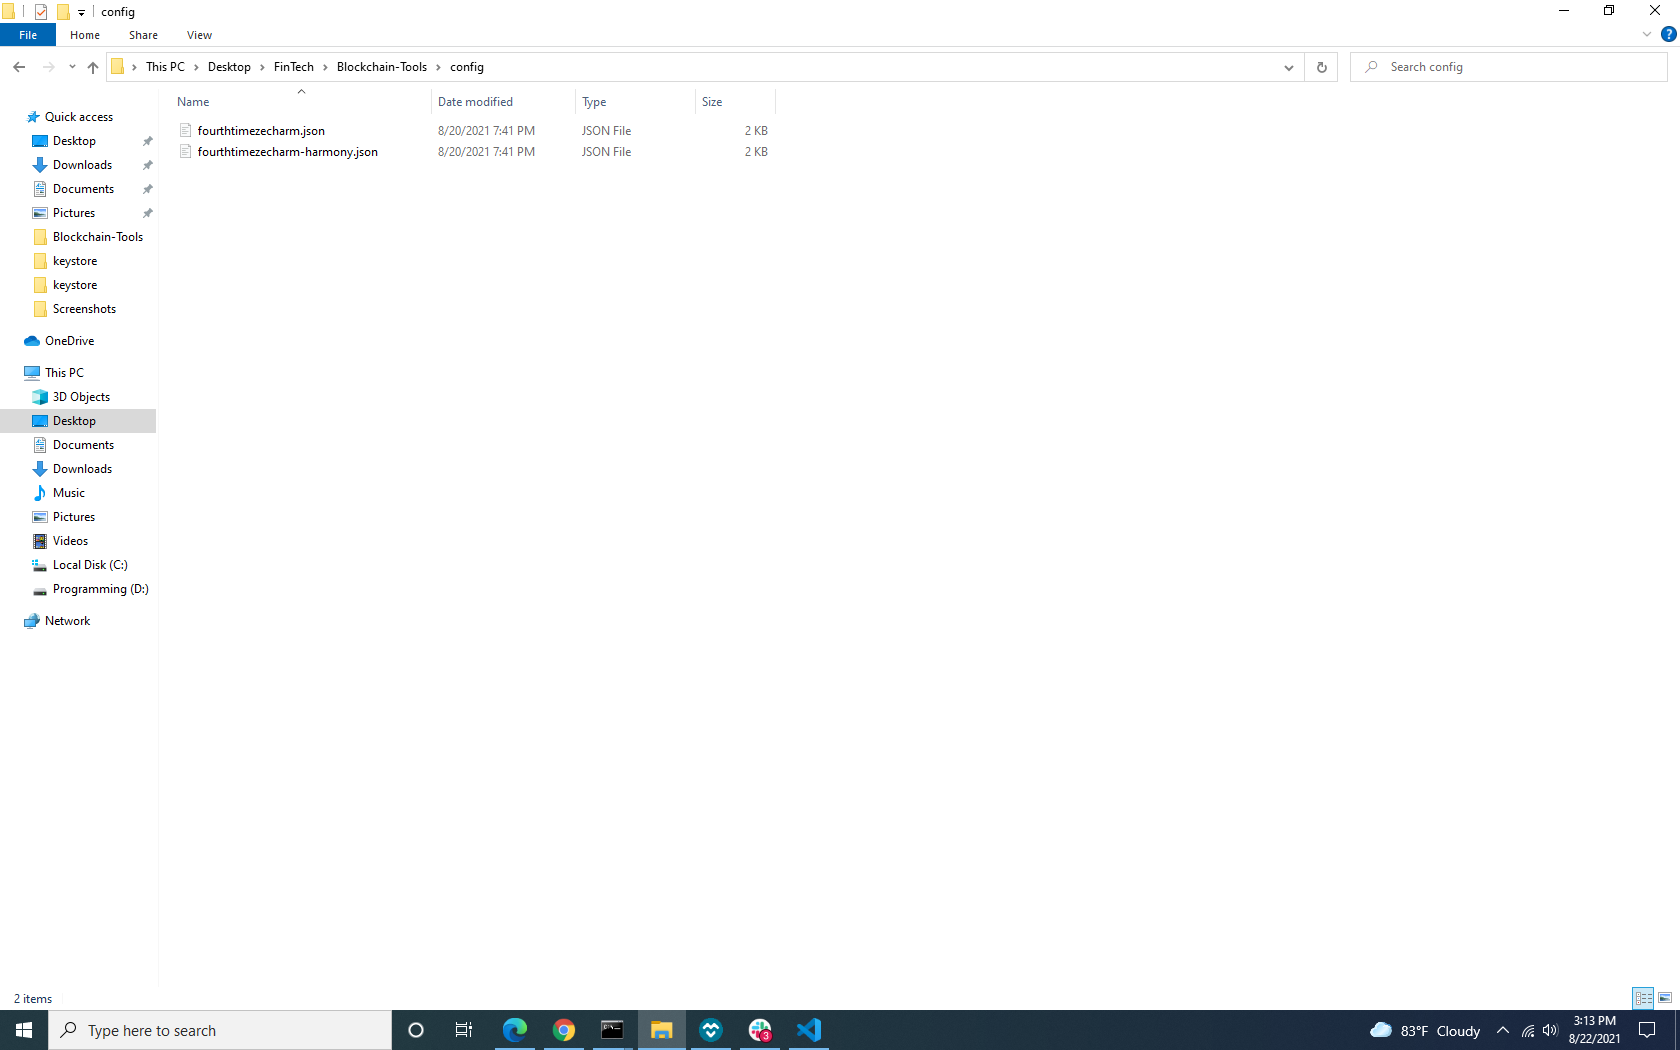 config
File Home Share View
This PC Desktop FinTech Blockchain-Tools config
Search config
Name Date modified Type Size
fourthtimezecharm.json 8/20/2021 7:41 PM JSON File 2 KB
fourthtimezecharm-harmony.json 8/20/2021 7:41 PM JSON File 2 KB
Quick access
Desktop
Downloads
Documents
Pictures
Blockchain-Tools
keystore
keystore
Screenshots
OneDrive
This PC
3D Objects
Desktop
Documents
Downloads
Music
Pictures
Videos
Local Disk (C:)
Programming (D:)
Network
2 items
Type here to search
3
83°F Cloudy
3:13 PM
8/22/2021